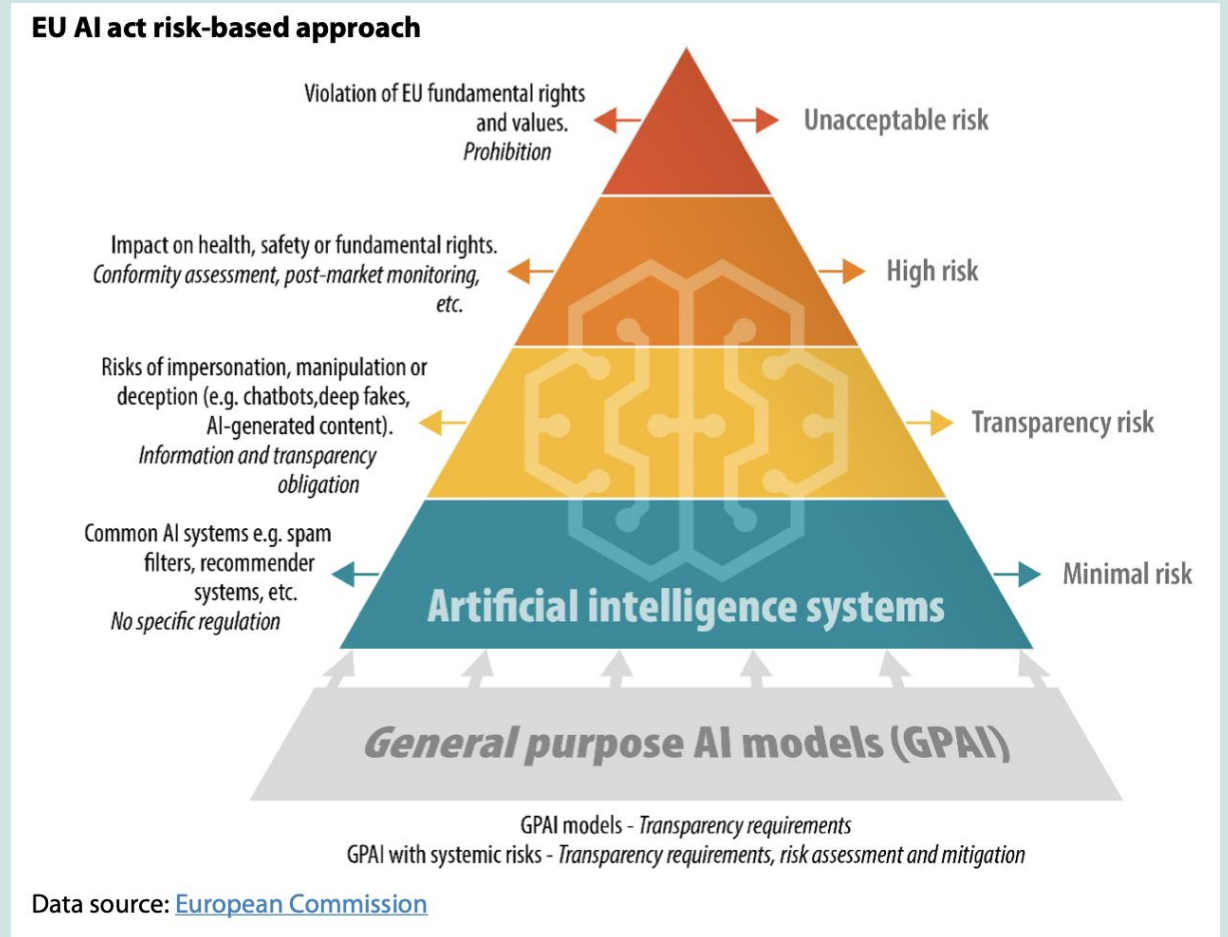 EU AI act risk-based approach
Violation of EU fundamental rights
and values.
Prohibition
Unacceptable risk
Impact on health, safety or fundamental rights.
Conformity assessment, post-market monitoring,
etc.
High risk
Risks of impersonation, manipulation or
deception (e.g. chatbots,deep fakes,
AI-generated content).
Information and transparency
obligation
Transparency risk
Common AI systems e.g. spam
filters, recommender
systems, etc.
No specific regulation
Minimal risk
Artificial intelligence systems
General purpose AI models (GPAI)
GPAI models - Transparency requirements
GPAI with systemic risks - Transparency requirements, risk assessment and mitigation
Data source: European Commission